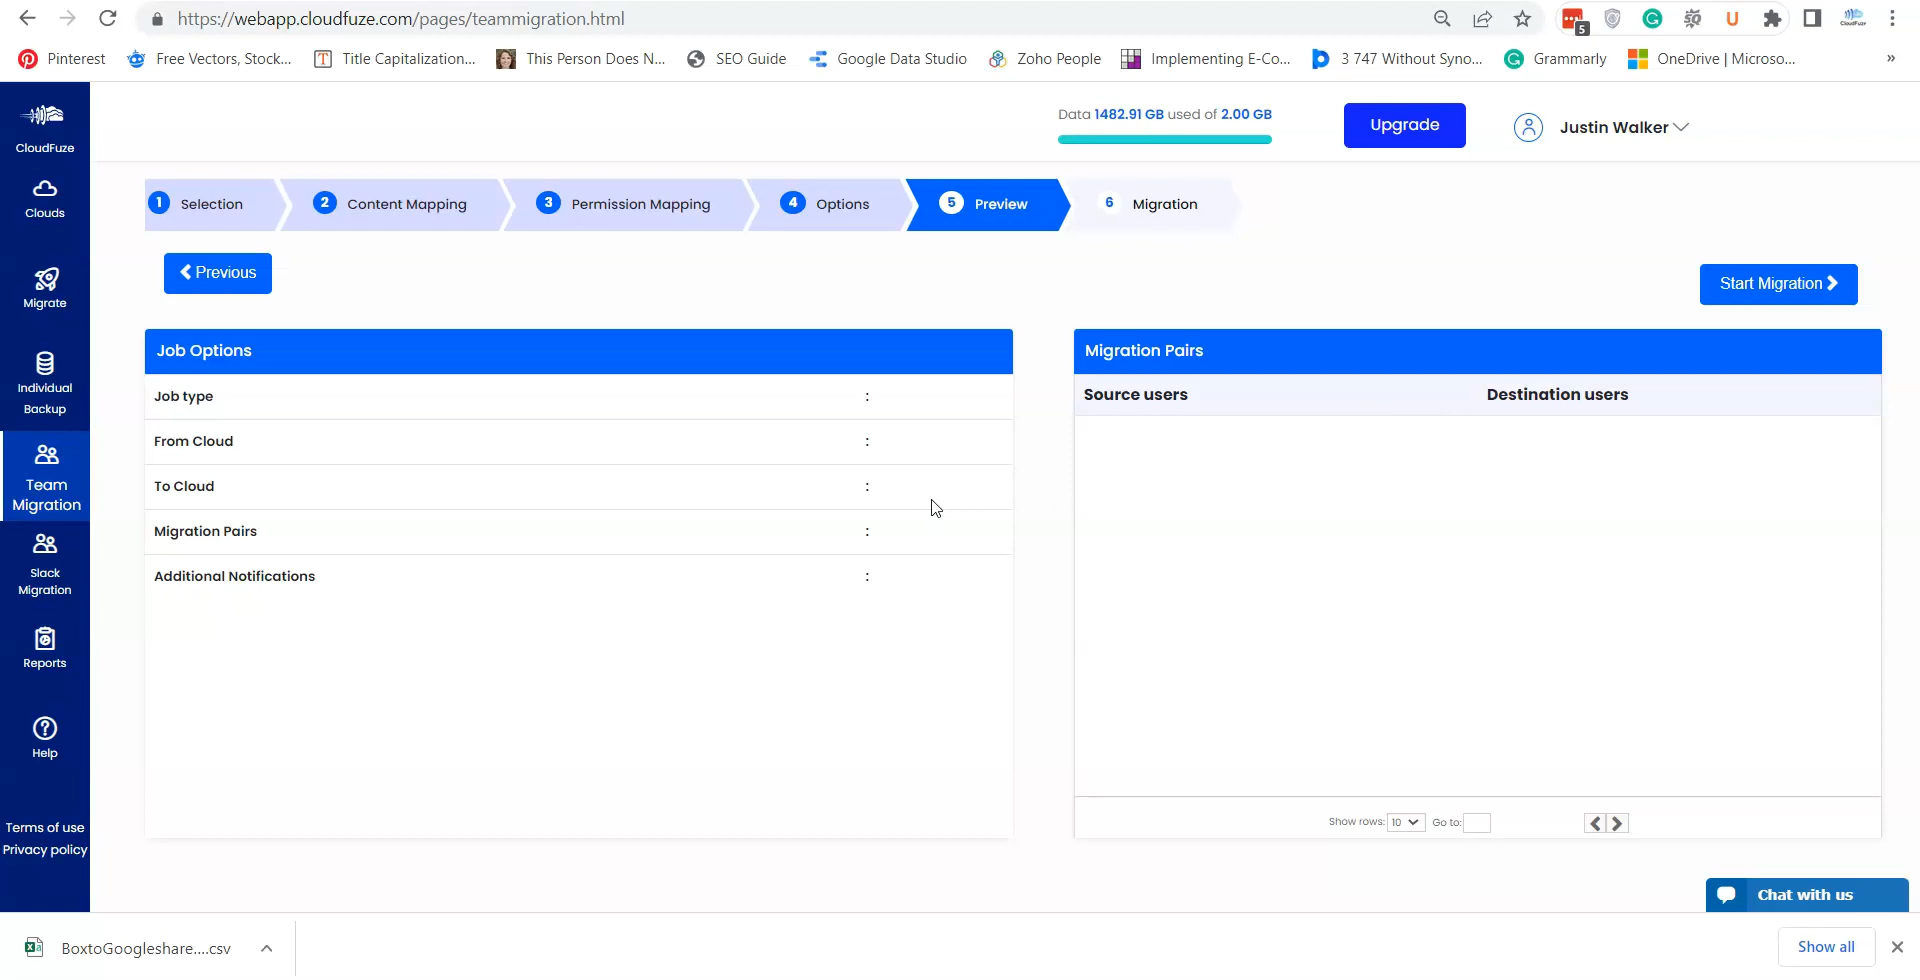 https://webapp.cloudfuze.com/pages/teammigration.html
5
CloudFuze
Pinterest
Free Vectors, Stock...
T Title Capitalization...
This Person Does N...
SEO Guide
Google Data Studio
Zoho People
Implementing E-Co...
3 747 Without Syno...
Grammarly
OneDrive | Microso...
»
CloudFuze
Data 1482.91 GB used of 2.00 GB
Upgrade
Justin Walker
Clouds
1 Selection
2 Content Mapping
3 Permission Mapping
4 Options
5 Preview
6 Migration
Previous
Start Migration
Migrate
Individual
Backup
Team
Migration
Slack
Migration
Reports
Help
Terms of use
Privacy policy
Job Options
Job type :
From Cloud :
To Cloud :
Migration Pairs :
Additional Notifications :
Migration Pairs
Source users Destination users
Show rows: 10 Go to:
Chat with us
BoxtoGoogleshare....csv
Show all